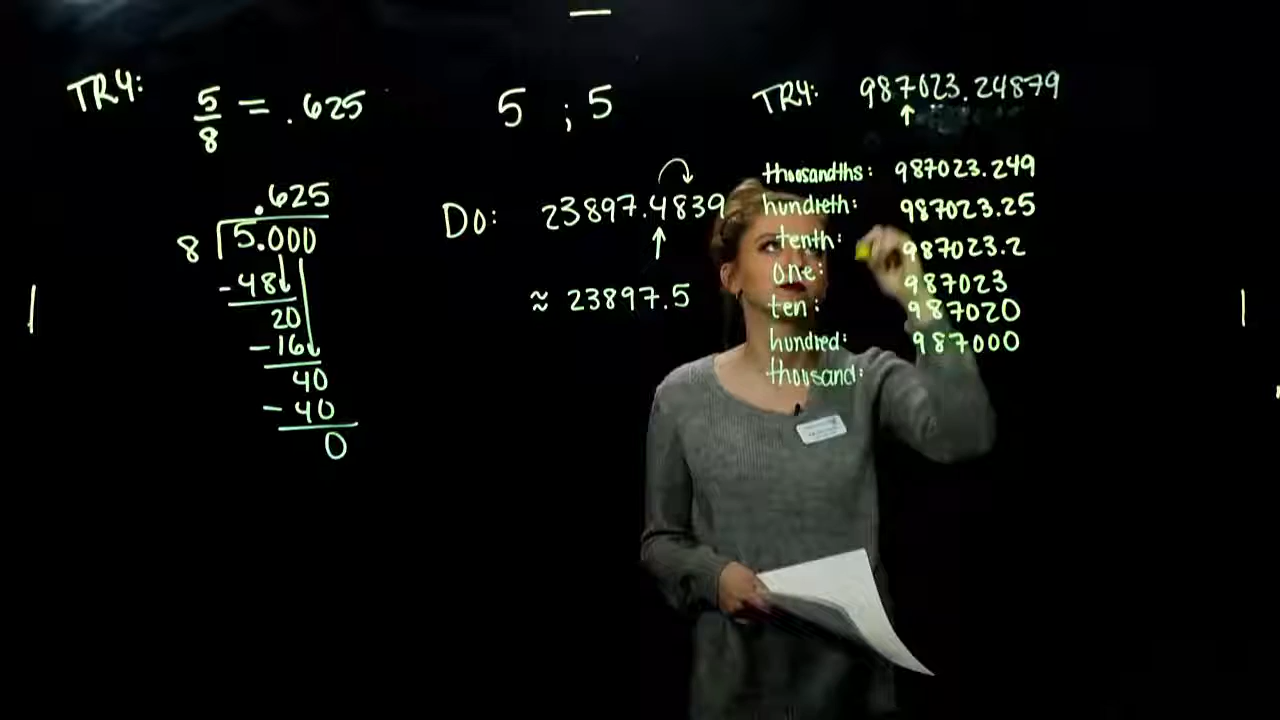 TRY:
5/8 = .625
.625
8 5.000
-48
20
-16
40
-40
0
5 ; 5
Do: 23897.4839
≈ 23897.5
TRY: 987023.24879
thousandths: 987023.249
hundreth: 987023.25
tenth: 987023.2
one: 987023
ten: 987020
hundred: 987000
thousand: